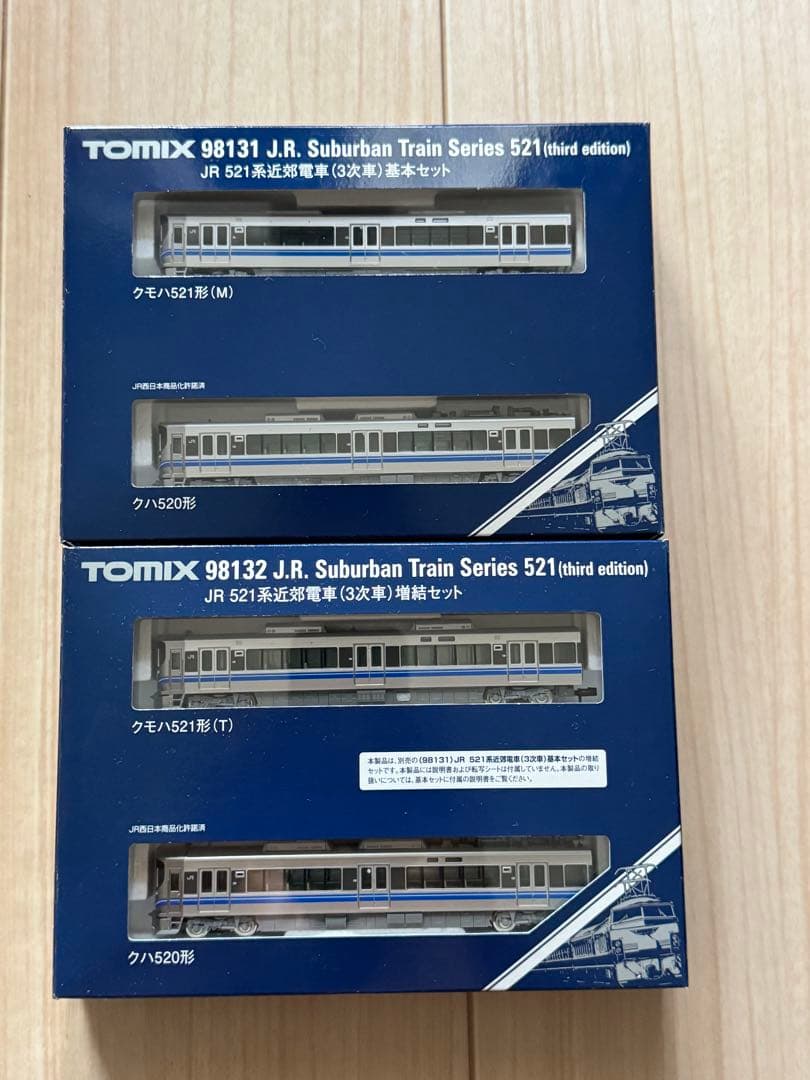 TOMIX 98131 J.R. Suburban Train Series 521(third edition)
JR 521系近郊電車(3次車)基本セット
クモハ521形(M)
JR西日本商品化許諾済
クハ520形
TOMIX 98132 J.R. Suburban Train Series 521(third edition)
JR 521系近郊電車(3次車)増結セット
クモハ521形(T)
本製品は、別売の(98131)JR 521系近郊電車(3次車)基本セットの増結
セットです。本製品には説明書および転写シートは付属していません。本製品の取り
扱いについては、基本セットに付属の説明書をご覧ください。
JR西日本商品化許諾済
クハ520形